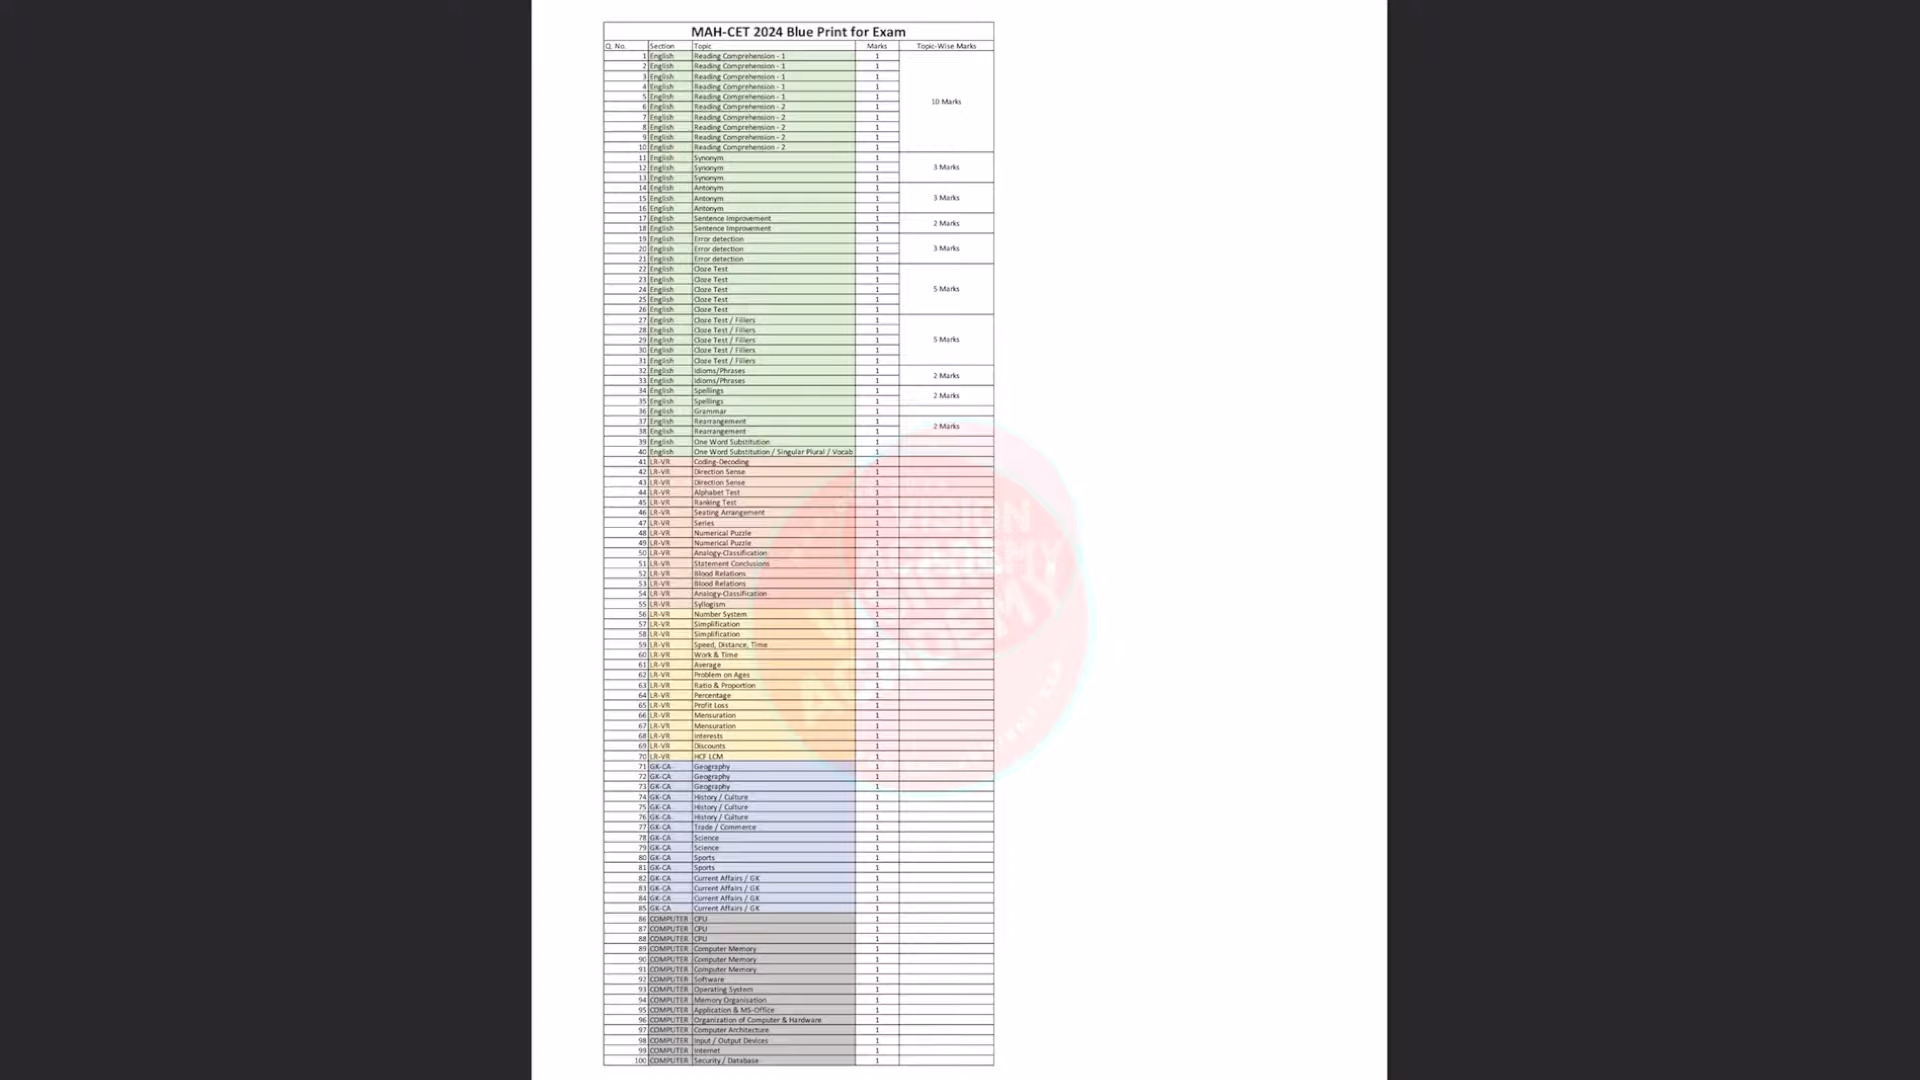 MAH-CET 2024 Blue Print for Exam
Q. No. Section Topic Marks Topic-Wise Marks
1 English Reading Comprehension - 1 1
2 English Reading Comprehension - 1 1
3 English Reading Comprehension - 1 1
4 English Reading Comprehension - 1 1
5 English Reading Comprehension - 1 1
10 Marks
6 English Reading Comprehension - 2 1
7 English Reading Comprehension - 2 1
8 English Reading Comprehension - 2 1
9 English Reading Comprehension - 2 1
10 English Reading Comprehension - 2 1
11 English Synonym 1
12 English Synonym 1 3 Marks
13 English Synonym 1
14 English Antonym 1
15 English Antonym 1 3 Marks
16 English Antonym 1
17 English Sentence Improvement 1
2 Marks
18 English Sentence Improvement 1
19 English Error detection 1
20 English Error detection 1 3 Marks
21 English Error detection 1
22 English Cloze Test 1
23 English Cloze Test 1
24 English Cloze Test 1 5 Marks
25 English Cloze Test 1
26 English Cloze Test 1
27 English Cloze Test / Fillers 1
28 English Cloze Test / Fillers 1
29 English Cloze Test / Fillers 1 5 Marks
30 English Cloze Test / Fillers 1
31 English Cloze Test / Fillers 1
32 English Idioms/Phrases 1
2 Marks
33 English Idioms/Phrases 1
34 English Spellings 1
2 Marks
35 English Spellings 1
36 English Grammar 1
37 English Rearrangement 1
2 Marks
38 English Rearrangement 1
39 English One Word Substitution 1
40 English One Word Substitution / Singular Plural / Vocab 1
41 LR-VR Coding-Decoding 1
42 LR-VR Direction Sense 1
43 LR-VR Direction Sense 1
44 LR-VR Alphabet Test 1
45 LR-VR Ranking Test 1
46 LR-VR Seating Arrangement 1
47 LR-VR Series 1
48 LR-VR Numerical Puzzle 1
49 LR-VR Numerical Puzzle 1
50 LR-VR Analogy-Classification 1
51 LR-VR Statement Conclusions 1
52 LR-VR Blood Relations 1
53 LR-VR Blood Relations 1
54 LR-VR Analogy-Classification 1
55 LR-VR Syllogism 1
56 LR-VR Number System 1
57 LR-VR Simplification 1
58 LR-VR Simplification 1
59 LR-VR Speed, Distance, Time 1
60 LR-VR Work & Time 1
61 LR-VR Average 1
62 LR-VR Problem on Ages 1
63 LR-VR Ratio & Proportion 1
64 LR-VR Percentage 1
65 LR-VR Profit Loss 1
66 LR-VR Mensuration 1
67 LR-VR Mensuration 1
68 LR-VR Interests 1
69 LR-VR Discounts 1
70 LR-VR HCF LCM 1
71 GK-CA Geography 1
72 GK-CA Geography 1
73 GK-CA Geography 1
74 GK-CA History / Culture 1
75 GK-CA History / Culture 1
76 GK-CA History / Culture 1
77 GK-CA Trade / Commerce 1
78 GK-CA Science 1
79 GK-CA Science 1
80 GK-CA Sports 1
81 GK-CA Sports 1
82 GK-CA Current Affairs / GK 1
83 GK-CA Current Affairs / GK 1
84 GK-CA Current Affairs / GK 1
85 GK-CA Current Affairs / GK 1
86 COMPUTER CPU 1
87 COMPUTER CPU 1
88 COMPUTER CPU 1
89 COMPUTER Computer Memory 1
90 COMPUTER Computer Memory 1
91 COMPUTER Computer Memory 1
92 COMPUTER Software 1
93 COMPUTER Operating System 1
94 COMPUTER Memory Organisation 1
95 COMPUTER Application & MS-Office 1
96 COMPUTER Organization of Computer & Hardware 1
97 COMPUTER Computer Architecture 1
98 COMPUTER Input / Output Devices 1
99 COMPUTER Internet 1
100 COMPUTER Security / Database 1
VISION
ACADEMY
ACADEMY